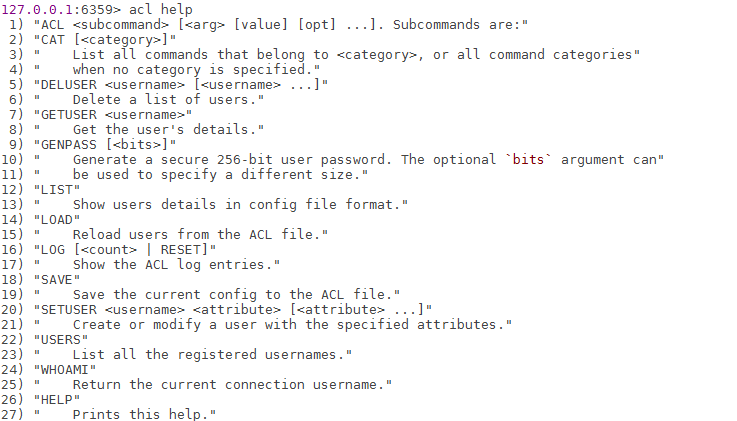 127.0.0.1:6359> acl help
 1) "ACL <subcommand> [<arg> [value] [opt] ...]. Subcommands are:"
 2) "CAT [<category>]"
 3) "    List all commands that belong to <category>, or all command categories"
 4) "    when no category is specified."
 5) "DELUSER <username> [<username> ...]"
 6) "    Delete a list of users."
 7) "GETUSER <username>"
 8) "    Get the user's details."
 9) "GENPASS [<bits>]"
10) "    Generate a secure 256-bit user password. The optional `bits` argument can"
11) "    be used to specify a different size."
12) "LIST"
13) "    Show users details in config file format."
14) "LOAD"
15) "    Reload users from the ACL file."
16) "LOG [<count> | RESET]"
17) "    Show the ACL log entries."
18) "SAVE"
19) "    Save the current config to the ACL file."
20) "SETUSER <username> <attribute> [<attribute> ...]"
21) "    Create or modify a user with the specified attributes."
22) "USERS"
23) "    List all the registered usernames."
24) "WHOAMI"
25) "    Return the current connection username."
26) "HELP"
27) "    Prints this help."